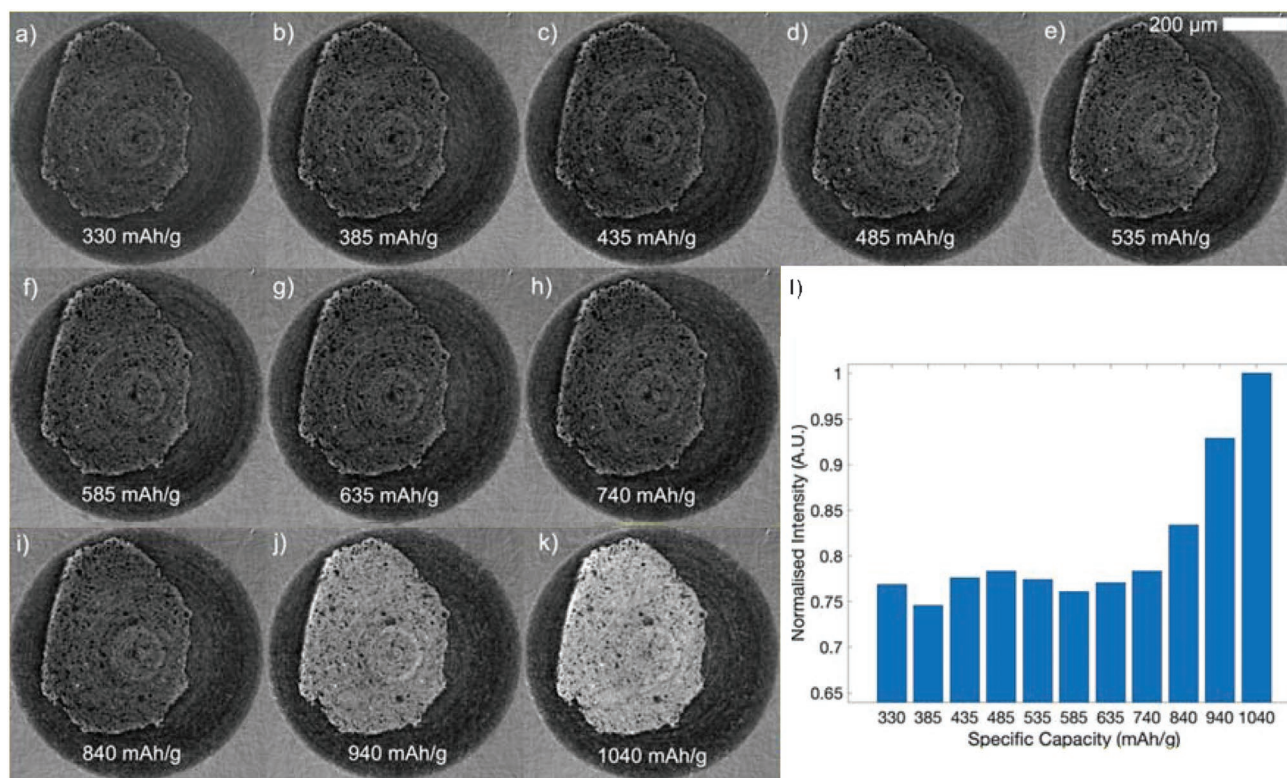 a)
b)
c)
d)
e)
200 µm
330 mAh/g
385 mAh/g
435 mAh/g
485 mAh/g
535 mAh/g
f)
g)
h)
585 mAh/g
635 mAh/g
740 mAh/g
i)
j)
k)
840 mAh/g
940 mAh/g
1040 mAh/g
l)
Normalised Intensity (A.U.)
1
0.95
0.9
0.85
0.8
0.75
0.7
0.65
330 385 435 485 535 585 635 740 840 940 1040
Specific Capacity (mAh/g)